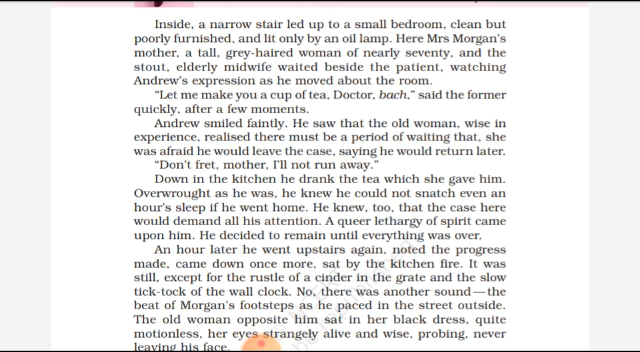 Inside, a narrow stair led up to a small bedroom, clean but
poorly furnished, and lit only by an oil lamp. Here Mrs Morgan's
mother, a tall, grey-haired woman of nearly seventy, and the
stout, elderly midwife waited beside the patient, watching
Andrew's expression as he moved about the room.
“Let me make you a cup of tea, Doctor, bach,” said the former
quickly, after a few moments.
Andrew smiled faintly. He saw that the old woman, wise in
experience, realised there must be a period of waiting that, she
was afraid he would leave the case, saying he would return later.
“Don't fret, mother, I'll not run away.”
Down in the kitchen he drank the tea which she gave him.
Overwrought as he was, he knew he could not snatch even an
hour's sleep if he went home. He knew, too, that the case here
would demand all his attention. A queer lethargy of spirit came
upon him. He decided to remain until everything was over.
An hour later he went upstairs again, noted the progress
made, came down once more, sat by the kitchen fire. It was
still, except for the rustle of a cinder in the grate and the slow
tick-tock of the wall clock. No, there was another sound—the
beat of Morgan's footsteps as he paced in the street outside.
The old woman opposite him sat in her black dress, quite
motionless, her eyes strangely alive and wise, probing, never
leaving his face.